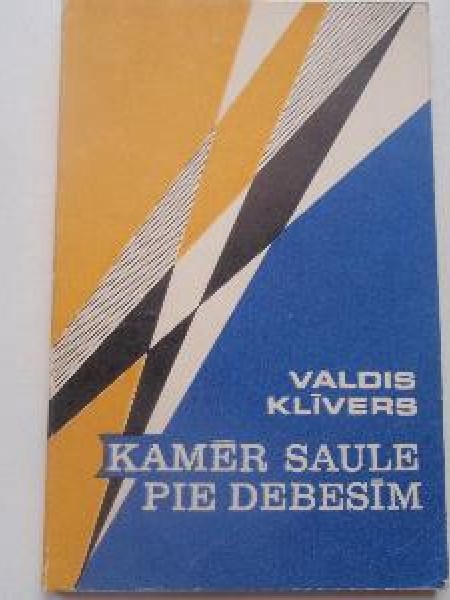 VALDIS
KLĪVERS
KAMĒR SAULE
PIE DEBESĪM